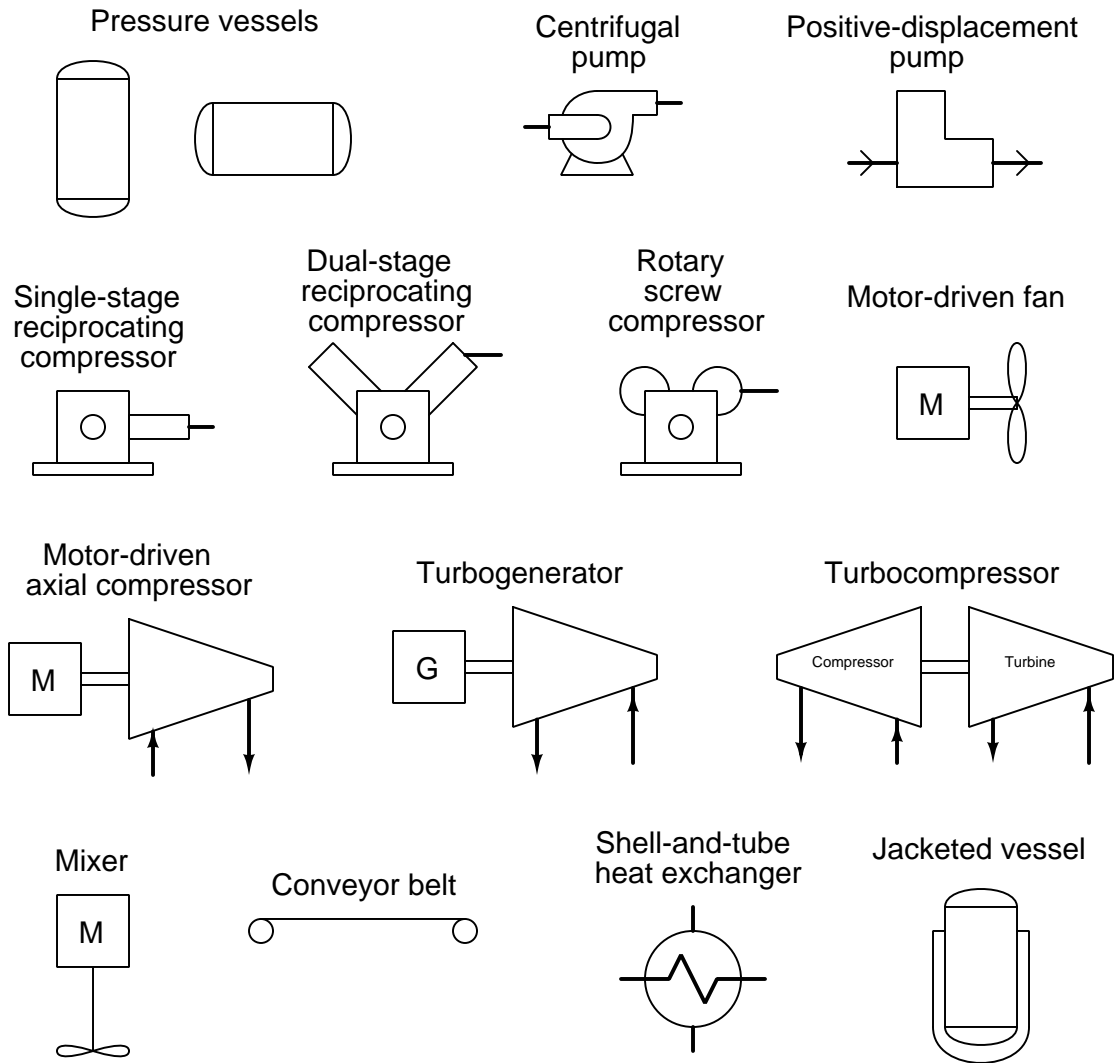 Pressure vessels
Centrifugal
pump
Positive-displacement
pump
Single-stage
reciprocating
compressor
Dual-stage
reciprocating
compressor
Rotary
screw
compressor
Motor-driven fan
M
Motor-driven
axial compressor
M
Turbogenerator
G
Turbocompressor
Compressor
Turbine
Mixer
M
Conveyor belt
Shell-and-tube
heat exchanger
Jacketed vessel